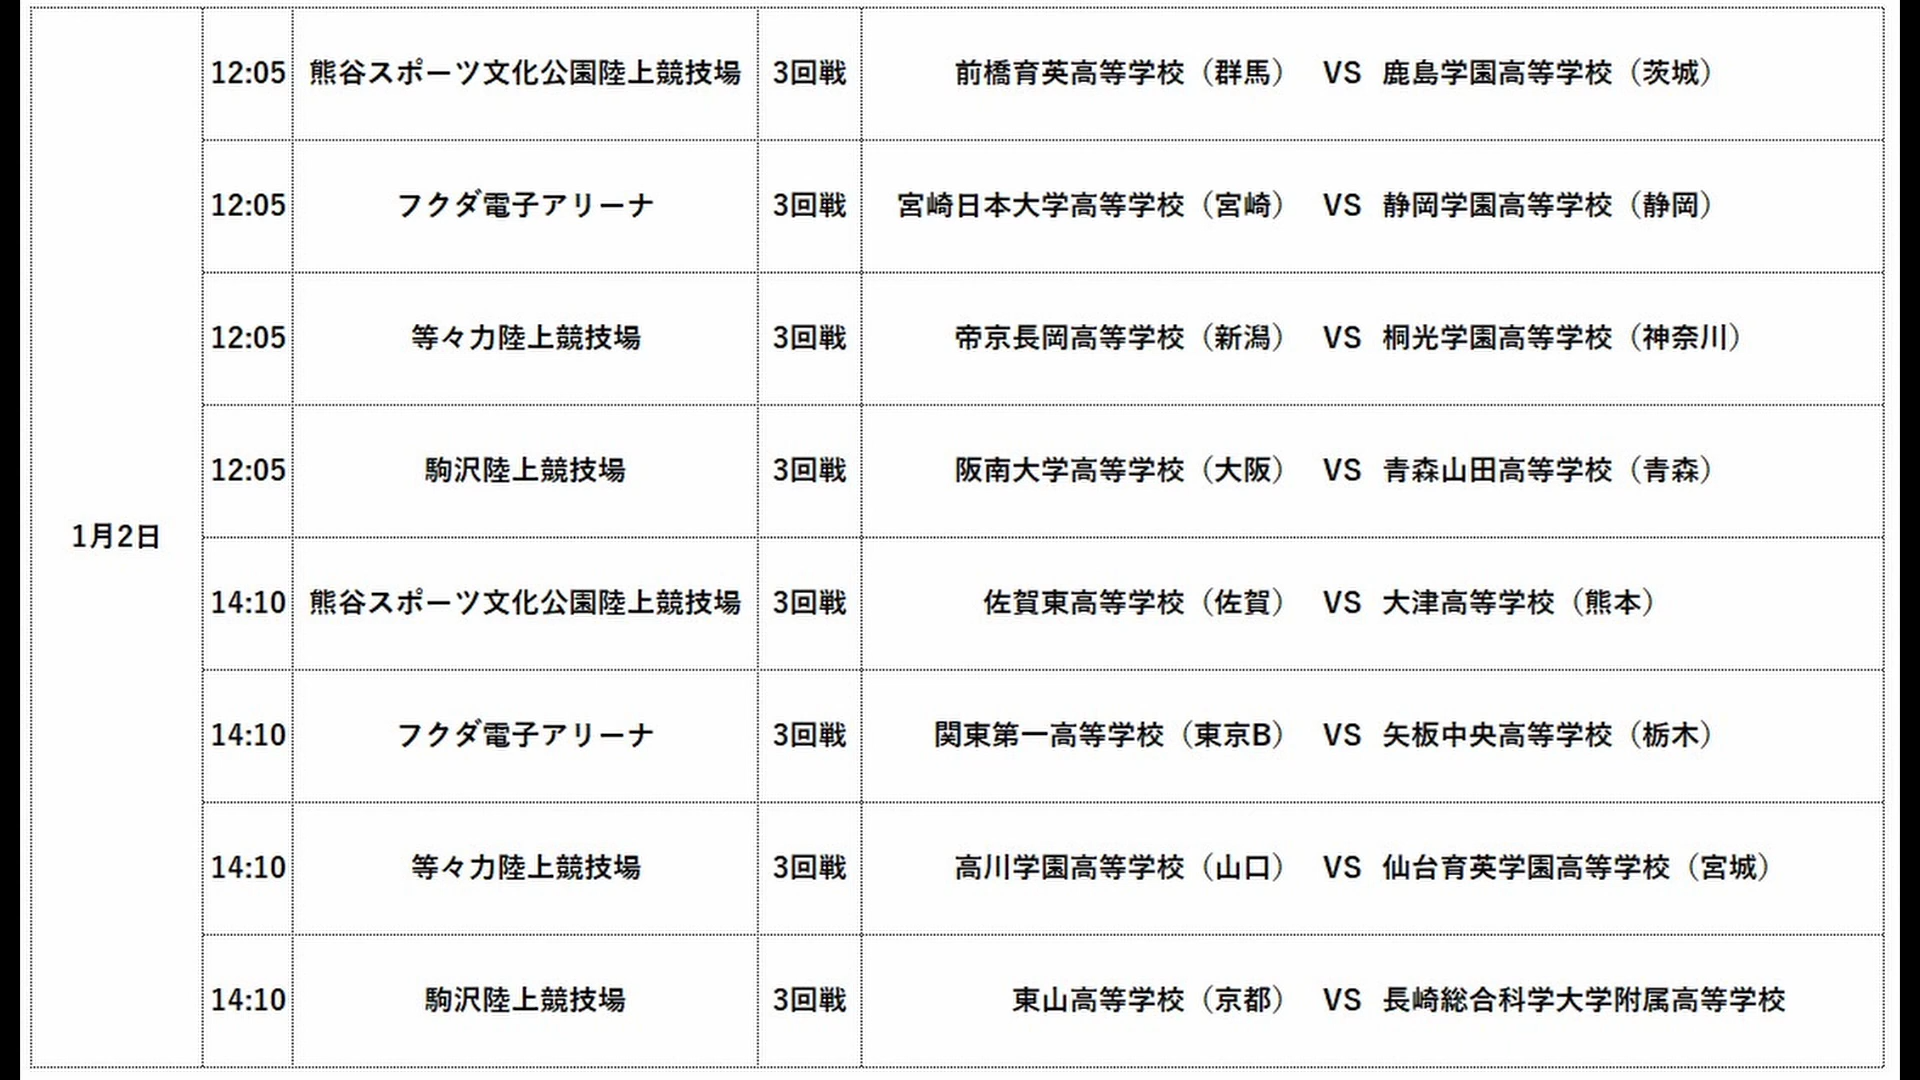 12:05 熊谷スポーツ文化公園陸上競技場 3回戦 前橋育英高等学校（群馬） VS 鹿島学園高等学校（茨城）
12:05 フクダ電子アリーナ 3回戦 宮崎日本大学高等学校（宮崎） VS 静岡学園高等学校（静岡）
12:05 等々力陸上競技場 3回戦 帝京長岡高等学校（新潟） VS 桐光学園高等学校（神奈川）
12:05 駒沢陸上競技場 3回戦 阪南大学高等学校（大阪） VS 青森山田高等学校（青森）
1月2日
14:10 熊谷スポーツ文化公園陸上競技場 3回戦 佐賀東高等学校（佐賀） VS 大津高等学校（熊本）
14:10 フクダ電子アリーナ 3回戦 関東第一高等学校（東京B） VS 矢板中央高等学校（栃木）
14:10 等々力陸上競技場 3回戦 高川学園高等学校（山口） VS 仙台育英学園高等学校（宮城）
14:10 駒沢陸上競技場 3回戦 東山高等学校（京都） VS 長崎総合科学大学附属高等学校